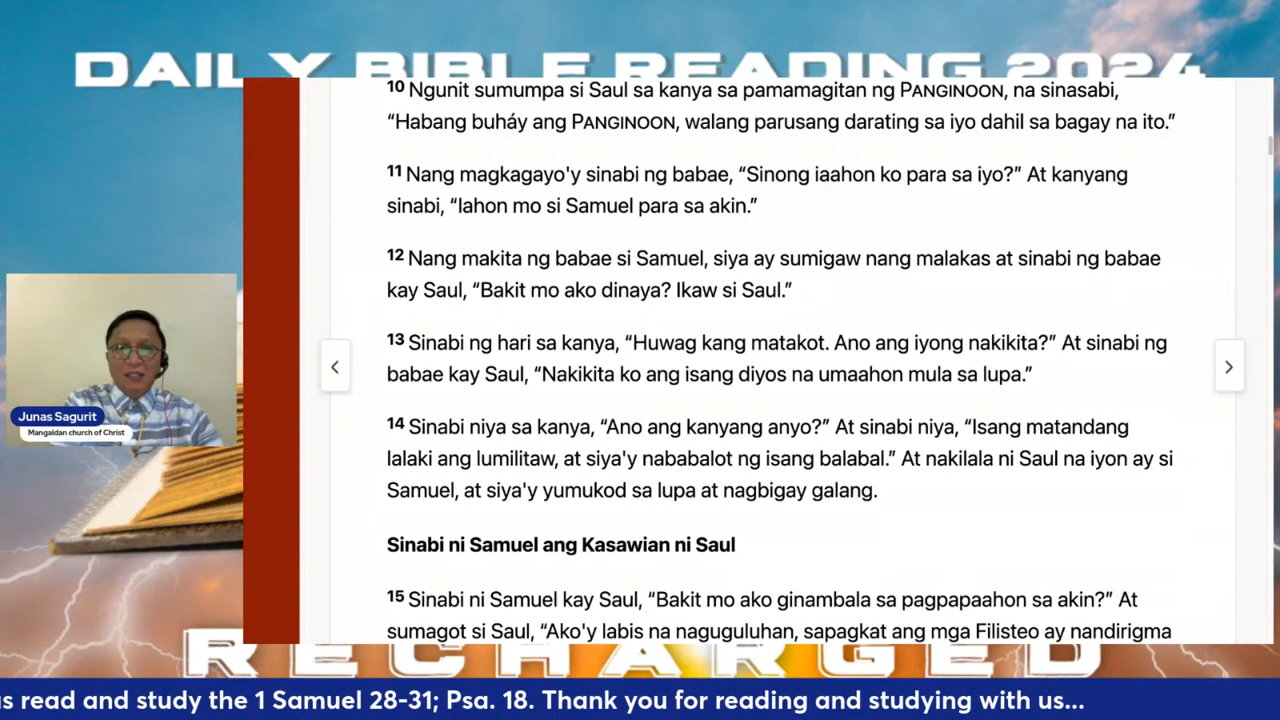 DAILY BIBLE READING 2024
10 Ngunit sumumpa si Saul sa kanya sa pamamagitan ng PANGINOON, na sinasabi,
“Habang buháy ang PANGINOON, walang parusang darating sa iyo dahil sa bagay na ito.”
11 Nang magkagayo'y sinabi ng babae, “Sinong iaahon ko para sa iyo?” At kanyang
sinabi, “Iahon mo si Samuel para sa akin.”
12 Nang makita ng babae si Samuel, siya ay sumigaw nang malakas at sinabi ng babae
kay Saul, “Bakit mo ako dinaya? Ikaw si Saul.”
13 Sinabi ng hari sa kanya, “Huwag kang matakot. Ano ang iyong nakikita?” At sinabi ng
babae kay Saul, “Nakikita ko ang isang diyos na umaahon mula sa lupa.”
14 Sinabi niya sa kanya, “Ano ang kanyang anyo?” At sinabi niya, “Isang matandang
lalaki ang lumilitaw, at siya'y nababalot ng isang balabal.” At nakilala ni Saul na iyon ay si
Samuel, at siya'y yumukod sa lupa at nagbigay galang.
Sinabi ni Samuel ang Kasawian ni Saul
15 Sinabi ni Samuel kay Saul, “Bakit mo ako ginambala sa pagpapaahon sa akin?” At
sumagot si Saul, “Ako'y labis na naguguluhan, sapagkat ang mga Filisteo ay nandirigma
Junas Sagurit
Mangaldan church of Christ
RECHARGED
s read and study the 1 Samuel 28-31; Psa. 18. Thank you for reading and studying with us...